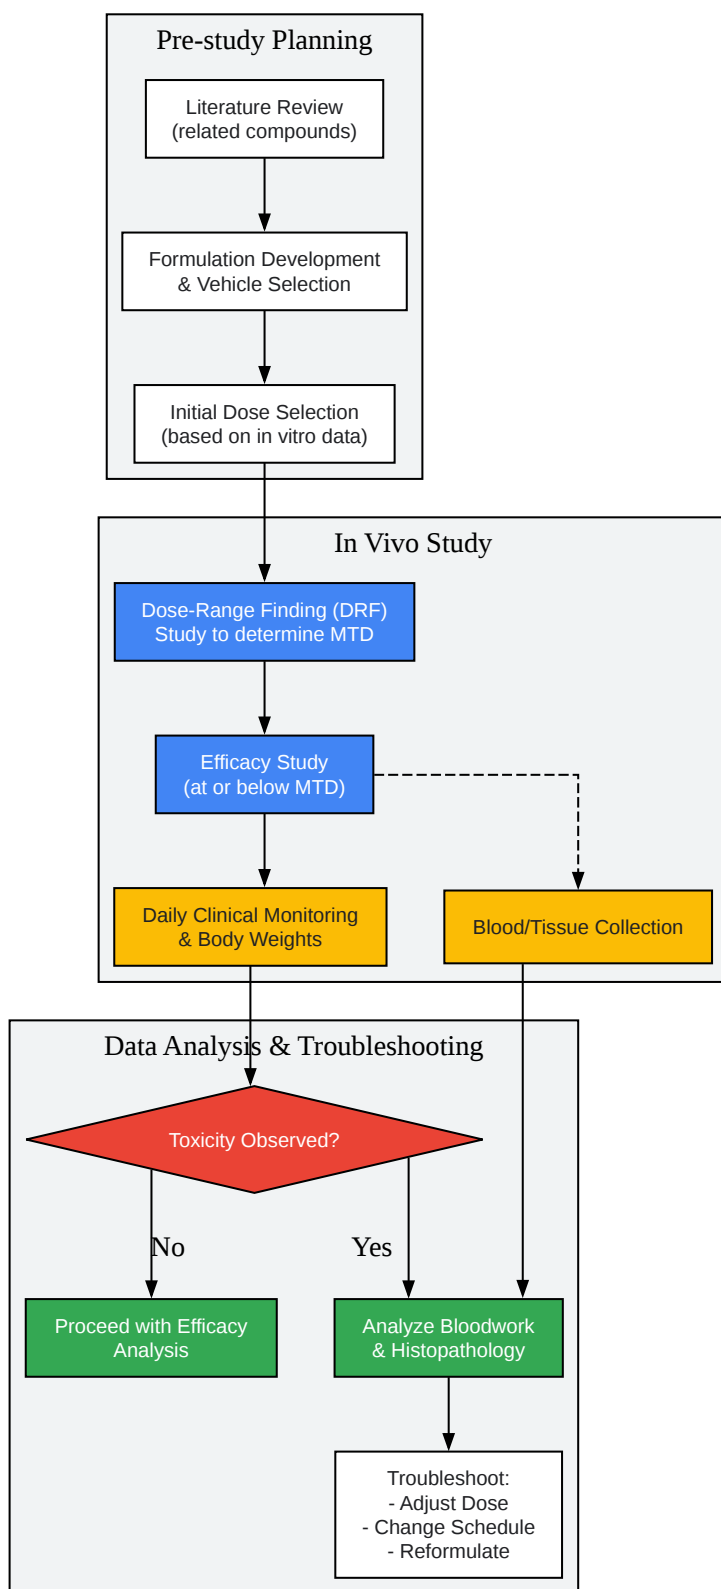 Pre-study Planning
Literature Review
(related compounds)
Formulation Development
& Vehicle Selection
Initial Dose Selection
(based on in vitro data)
In Vivo Study
Dose-Range Finding (DRF)
Study to determine MTD
Efficacy Study
(at or below MTD)
Daily Clinical Monitoring
& Body Weights
Blood/Tissue Collection
Data Analysis & Troubleshooting
Toxicity Observed?
No
Yes
Proceed with Efficacy
Analysis
Analyze Bloodwork
& Histopathology
Troubleshoot:
- Adjust Dose
- Change Schedule
- Reformulate